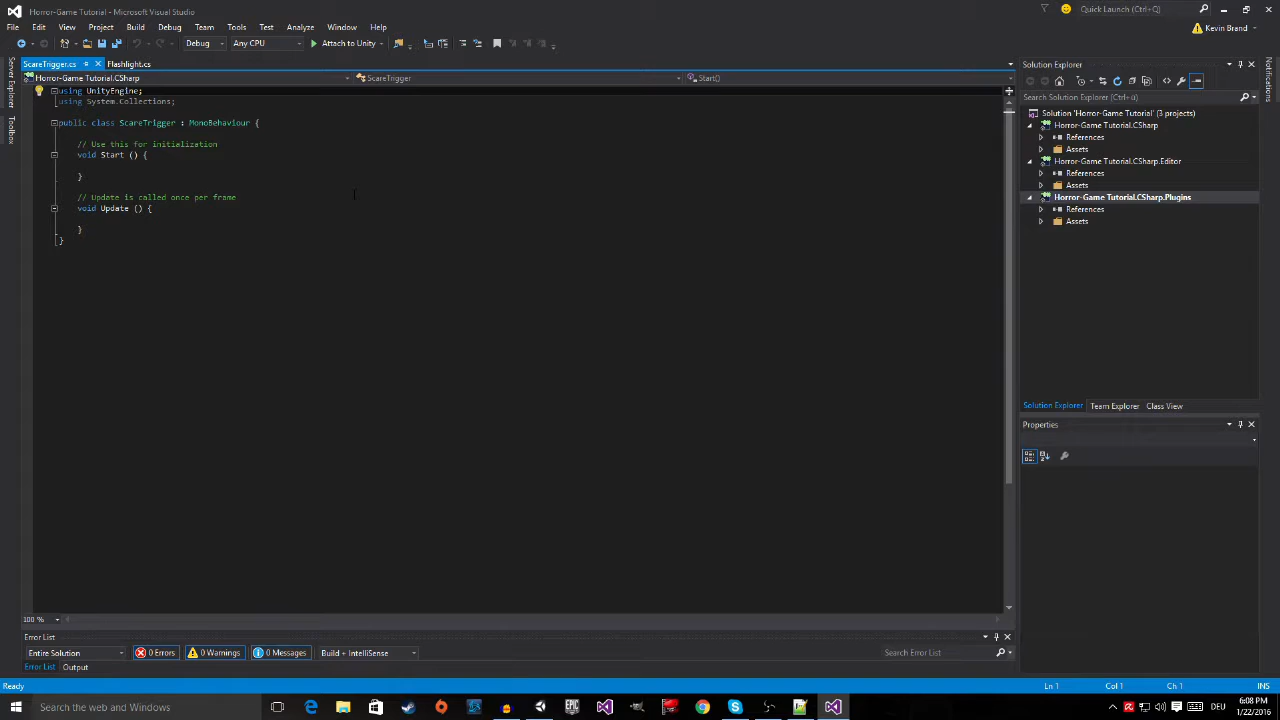 Horror-Game Tutorial - Microsoft Visual Studio
Quick Launch (Ctrl+Q)
File Edit View Project Build Debug Team Tools Test Analyze Window Help
Kevin Brand
Debug Any CPU Attach to Unity
Server Explorer
Toolbox
Notifications
ScareTrigger.cs Flashlight.cs
Horror-Game Tutorial.CSharp ScareTrigger Start()
using UnityEngine;
using System.Collections;
public class ScareTrigger : MonoBehaviour {
// Use this for initialization
void Start () {
}
// Update is called once per frame
void Update () {
}
}
Solution Explorer
Search Solution Explorer (Ctrl+ü)
Solution 'Horror-Game Tutorial' (3 projects)
Horror-Game Tutorial.CSharp
References
Assets
Horror-Game Tutorial.CSharp.Editor
References
Assets
Horror-Game Tutorial.CSharp.Plugins
References
Assets
Solution Explorer Team Explorer Class View
Properties
100 %
Error List
Entire Solution 0 Errors 0 Warnings 0 Messages Build + IntelliSense Search Error List
Error List Output
Ready Ln 1 Col 1 Ch 1 INS
Search the web and Windows
DEU
6:08 PM
1/22/2016